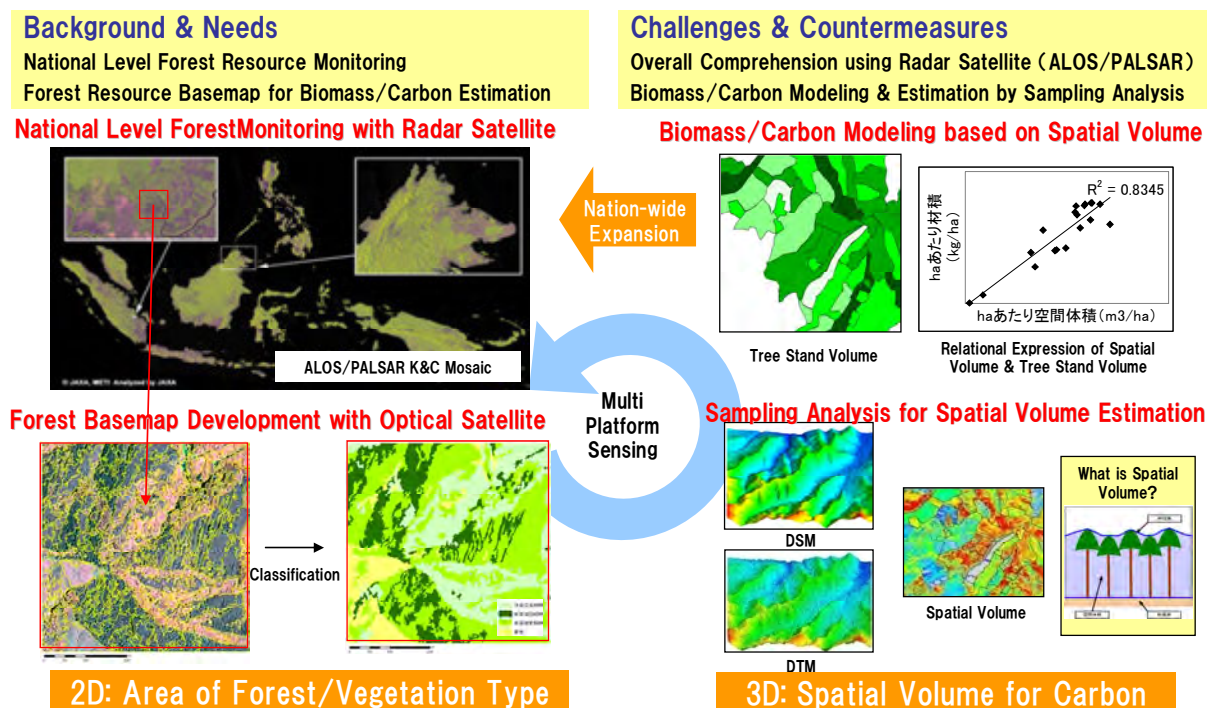 Background & Needs
National Level Forest Resource Monitoring
Forest Resource Basemap for Biomass/Carbon Estimation
Challenges & Countermeasures
Overall Comprehension using Radar Satellite (ALOS/PALSAR)
Biomass/Carbon Modeling & Estimation by Sampling Analysis
National Level ForestMonitoring with Radar Satellite
ALOS/PALSAR K&C Mosaic
© JAXA, METI Analyzed by JAXA
Nation-wide
Expansion
Biomass/Carbon Modeling based on Spatial Volume
Tree Stand Volume
R² = 0.8345
haあたり材積
(kg/ha)
haあたり空間体積(m3/ha)
Relational Expression of Spatial
Volume & Tree Stand Volume
Multi
Platform
Sensing
Forest Basemap Development with Optical Satellite
Classification
2D: Area of Forest/Vegetation Type
Sampling Analysis for Spatial Volume Estimation
DSM
DTM
Spatial Volume
What is Spatial
Volume?
3D: Spatial Volume for Carbon